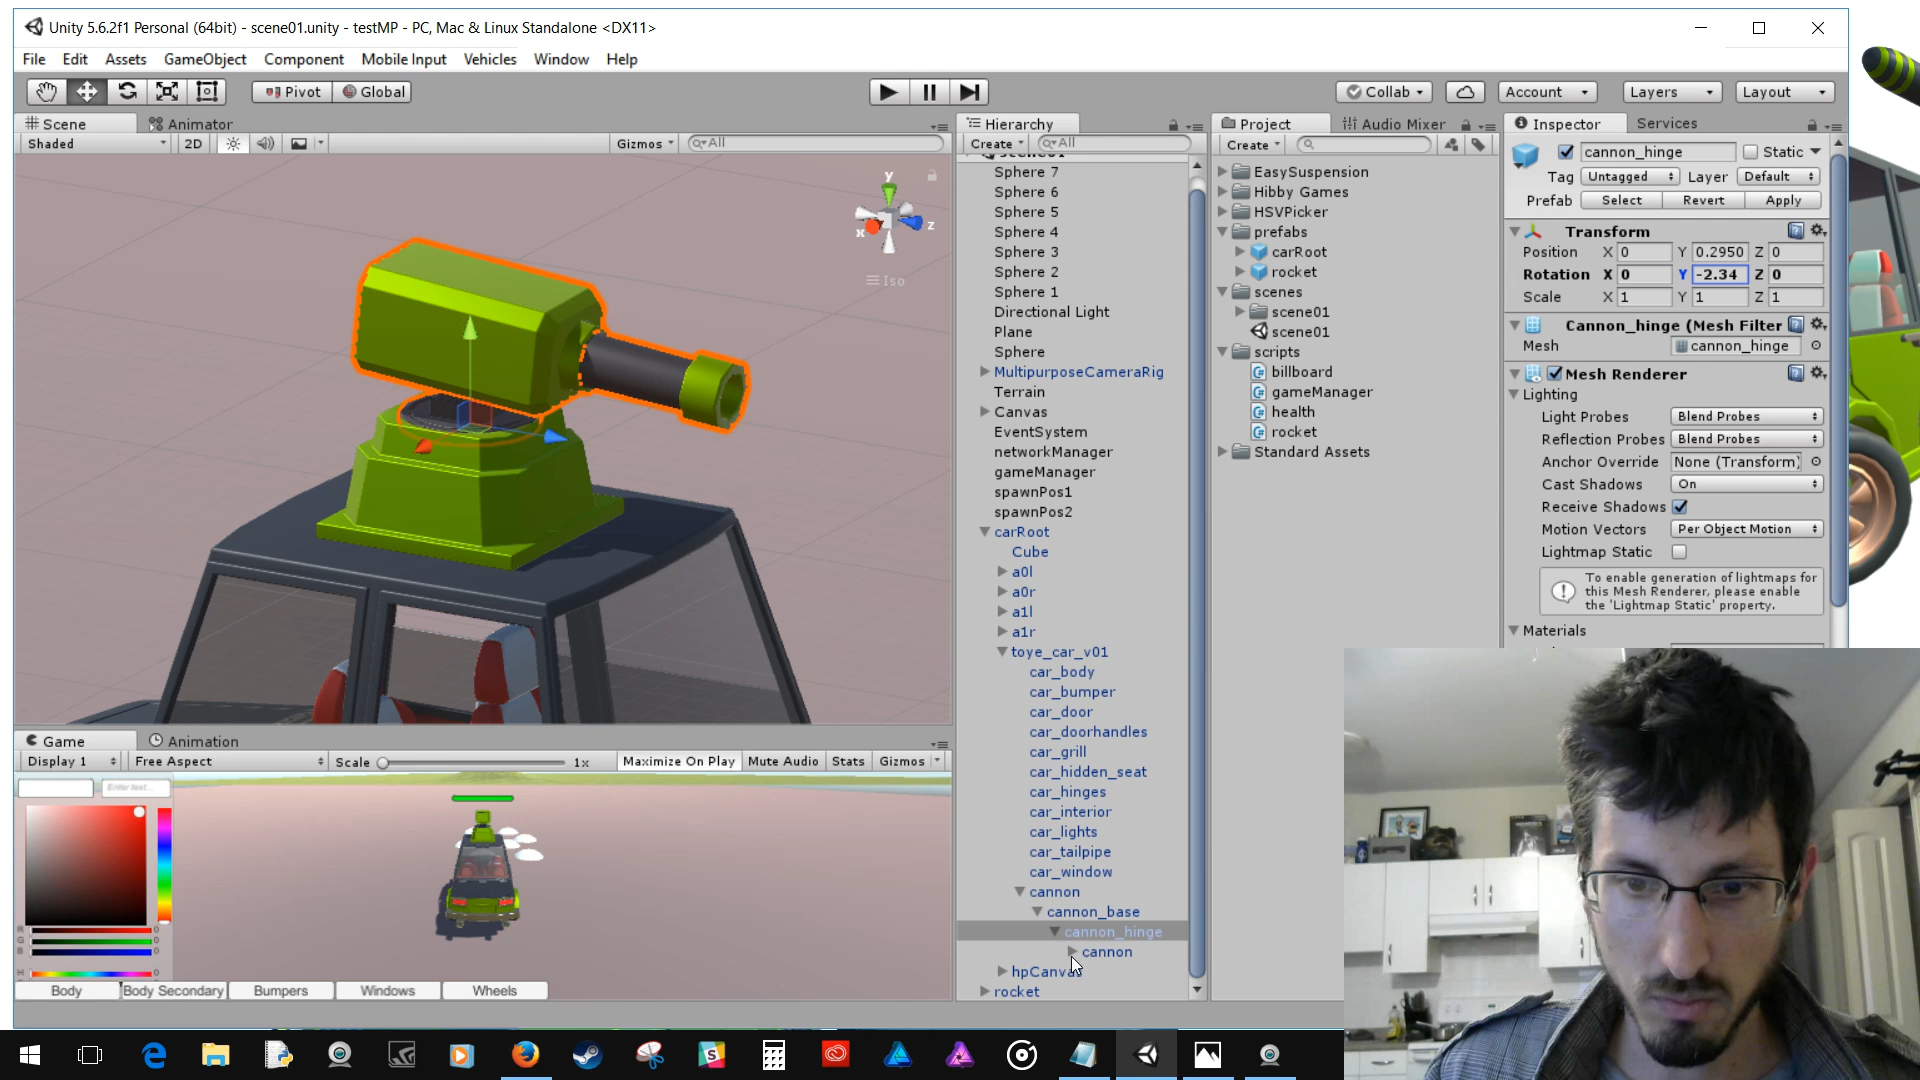 Unity 5.6.2f1 Personal (64bit) - scene01.unity - testMP - PC, Mac & Linux Standalone <DX11>
File Edit Assets GameObject Component Mobile Input Vehicles Window Help
Pivot Global Collab Account Layers Layout
Scene Animator
Shaded 2D Gizmos All
y
x
z
Iso
Game Animation
Display 1 Free Aspect Scale 1x Maximize On Play Mute Audio Stats Gizmos
Enter text...
R 0
G 0
B 0
H 0
Body Body Secondary Bumpers Windows Wheels
Hierarchy
Create All
scene01
Sphere 7
Sphere 6
Sphere 5
Sphere 4
Sphere 3
Sphere 2
Sphere 1
Directional Light
Plane
Sphere
MultipurposeCameraRig
Terrain
Canvas
EventSystem
networkManager
gameManager
spawnPos1
spawnPos2
carRoot
Cube
a0l
a0r
a1l
a1r
toye_car_v01
car_body
car_bumper
car_door
car_doorhandles
car_grill
car_hidden_seat
car_hinges
car_interior
car_lights
car_tailpipe
car_window
cannon
cannon_base
cannon_hinge
cannon
hpCanvas
rocket
Project Audio Mixer
Create
EasySuspension
Hibby Games
HSVPicker
prefabs
carRoot
rocket
scenes
scene01
scene01
scripts
billboard
gameManager
health
rocket
Standard Assets
Inspector Services
cannon_hinge Static
Tag Untagged Layer Default
Prefab Select Revert Apply
Transform
Position X 0 Y 0.2950 Z 0
Rotation X 0 Y -2.34 Z 0
Scale X 1 Y 1 Z 1
Cannon_hinge (Mesh Filter
Mesh cannon_hinge
Mesh Renderer
Lighting
Light Probes Blend Probes
Reflection Probes Blend Probes
Anchor Override None (Transform)
Cast Shadows On
Receive Shadows
Motion Vectors Per Object Motion
Lightmap Static
To enable generation of lightmaps for
this Mesh Renderer, please enable
the 'Lightmap Static' property.
Materials